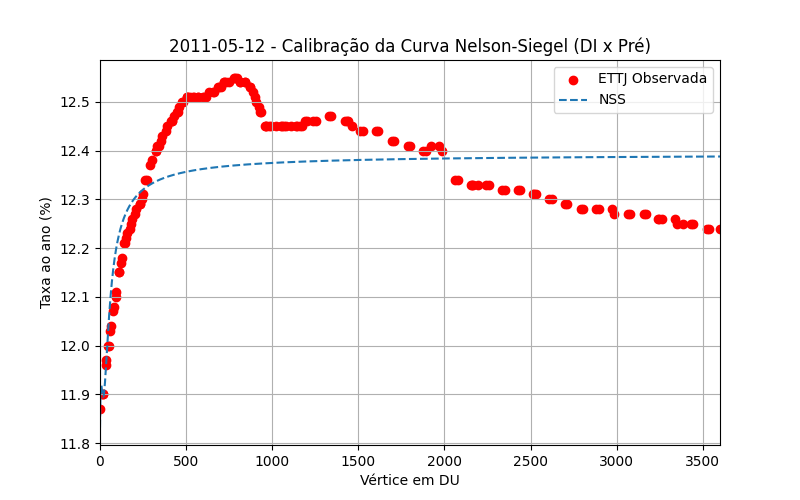 2011-05-12 - Calibração da Curva Nelson-Siegel (DI x Pré)
ETTJ Observada
NSS
Taxa ao ano (%)
12.5
12.4
12.3
12.2
12.1
12.0
11.9
11.8
0 500 1000 1500 2000 2500 3000 3500
Vértice em DU